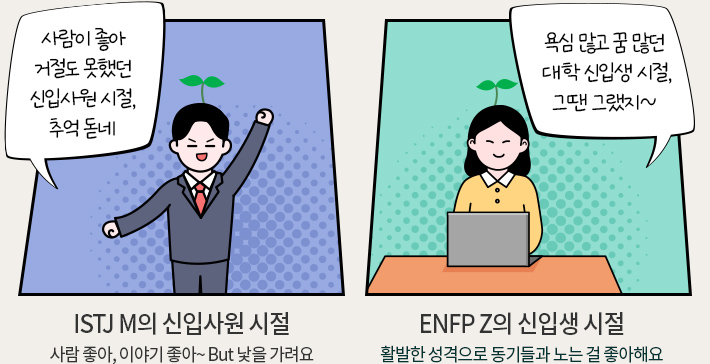 사람이 좋아
거절도 못했던
신입사원 시절,
추억 돋네
욕심 많고 꿈 많던
대학 신입생 시절,
그땐 그랬지~
ISTJ M의 신입사원 시절
사람 좋아, 이야기 좋아~ But 낯을 가려요
ENFP Z의 신입생 시절
활발한 성격으로 동기들과 노는 걸 좋아해요